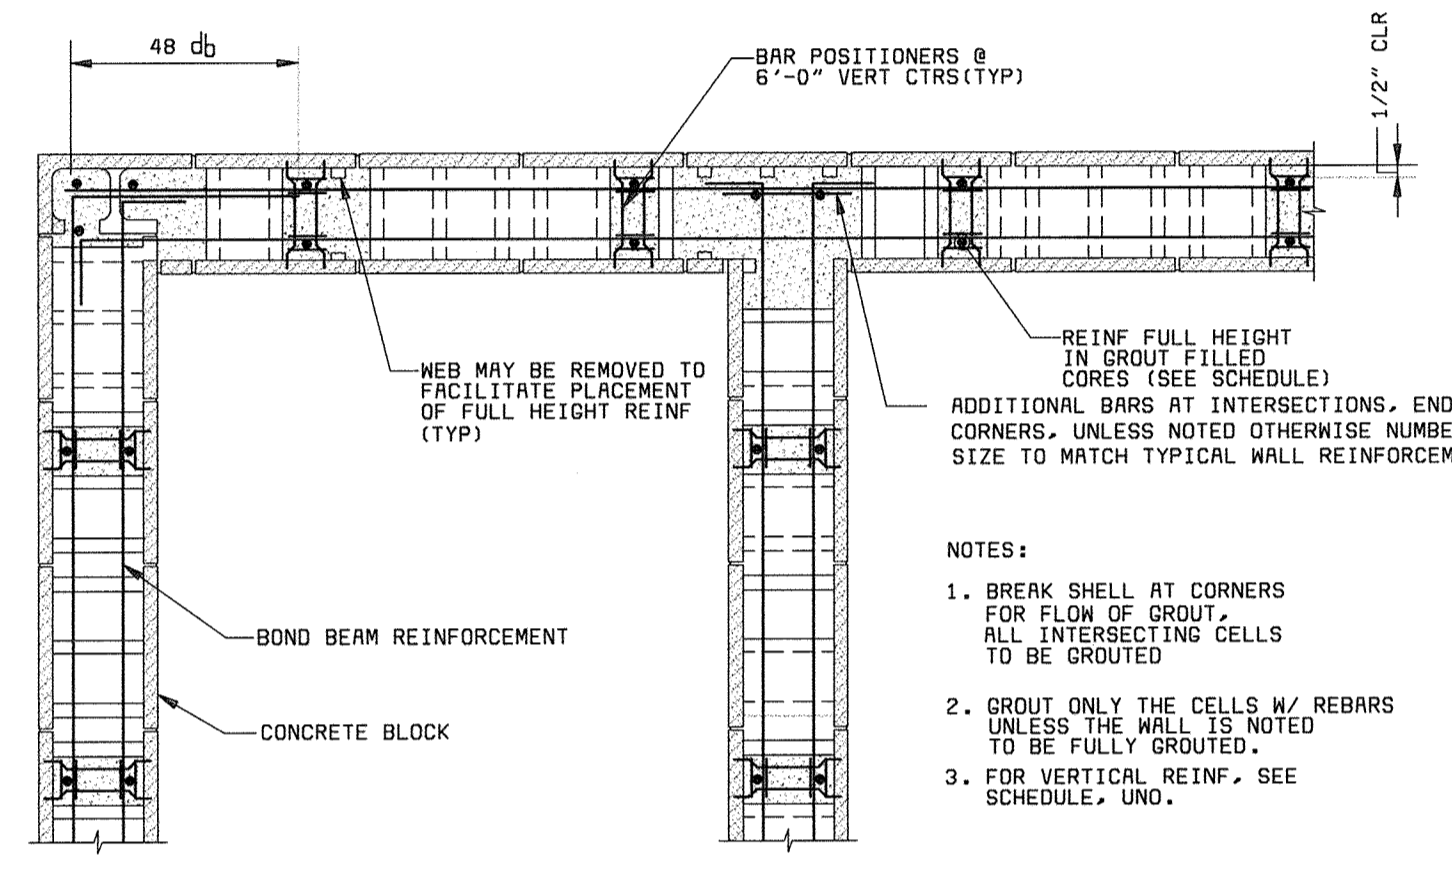 48 db
BAR POSITIONERS @
6'-0" VERT CTRS(TYP)
1/2" CLR
WEB MAY BE REMOVED TO
FACILITATE PLACEMENT
OF FULL HEIGHT REINF
(TYP)
REINF FULL HEIGHT
IN GROUT FILLED
CORES (SEE SCHEDULE)
ADDITIONAL BARS AT INTERSECTIONS, END
CORNERS, UNLESS NOTED OTHERWISE NUMBE
SIZE TO MATCH TYPICAL WALL REINFORCEM
BOND BEAM REINFORCEMENT
CONCRETE BLOCK
NOTES:
1. BREAK SHELL AT CORNERS
FOR FLOW OF GROUT,
ALL INTERSECTING CELLS
TO BE GROUTED
2. GROUT ONLY THE CELLS W/ REBARS
UNLESS THE WALL IS NOTED
TO BE FULLY GROUTED.
3. FOR VERTICAL REINF, SEE
SCHEDULE, UNO.